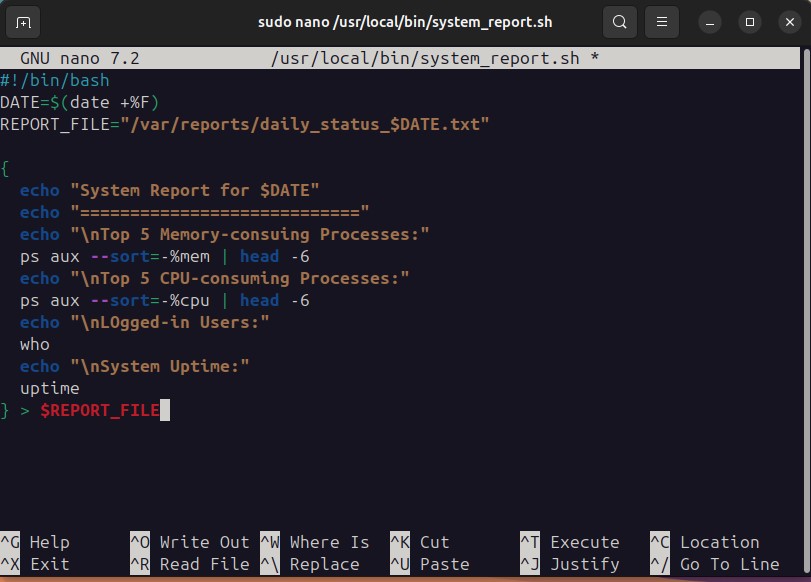 sudo nano /usr/local/bin/system_report.sh
GNU nano 7.2 /usr/local/bin/system_report.sh *
#!/bin/bash
DATE=$(date +%F)
REPORT_FILE="/var/reports/daily_status_$DATE.txt"

{
  echo "System Report for $DATE"
  echo "============================"
  echo "\nTop 5 Memory-consuing Processes:"
  ps aux --sort=-%mem | head -6
  echo "\nTop 5 CPU-consuming Processes:"
  ps aux --sort=-%cpu | head -6
  echo "\nLOgged-in Users:"
  who
  echo "\nSystem Uptime:"
  uptime
} > $REPORT_FILE
^G Help ^O Write Out ^W Where Is ^K Cut ^T Execute ^C Location
^X Exit ^R Read File ^\ Replace ^U Paste ^J Justify ^/ Go To Line